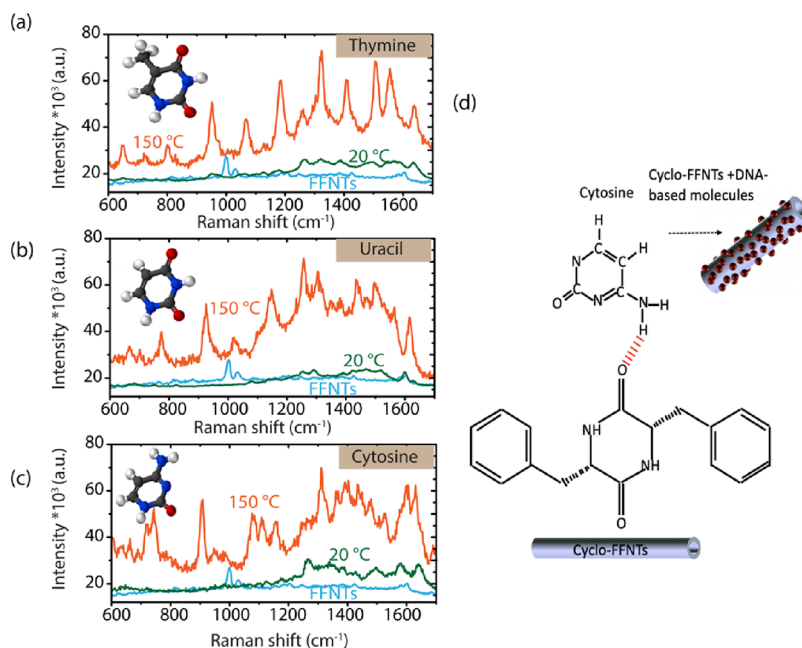 (a)
Thymine
Intensity *10³ (a.u.)
80
60
40
20
150 °C
20 °C
FFNTs
600 800 1000 1200 1400 1600
Raman shift (cm⁻¹)
(b)
Uracil
Intensity *10³ (a.u.)
80
60
40
20
150 °C
20 °C
FFNTs
600 800 1000 1200 1400 1600
Raman shift (cm⁻¹)
(c)
Cytosine
Intensity *10³ (a.u.)
80
60
40
20
150 °C
20 °C
FFNTs
600 800 1000 1200 1400 1600
Raman shift (cm⁻¹)
(d)
Cytosine
Cyclo-FFNTs +DNA-
based molecules
H
C H
N C
C C
O N N-H
H
O
NH
NH
O
Cyclo-FFNTs